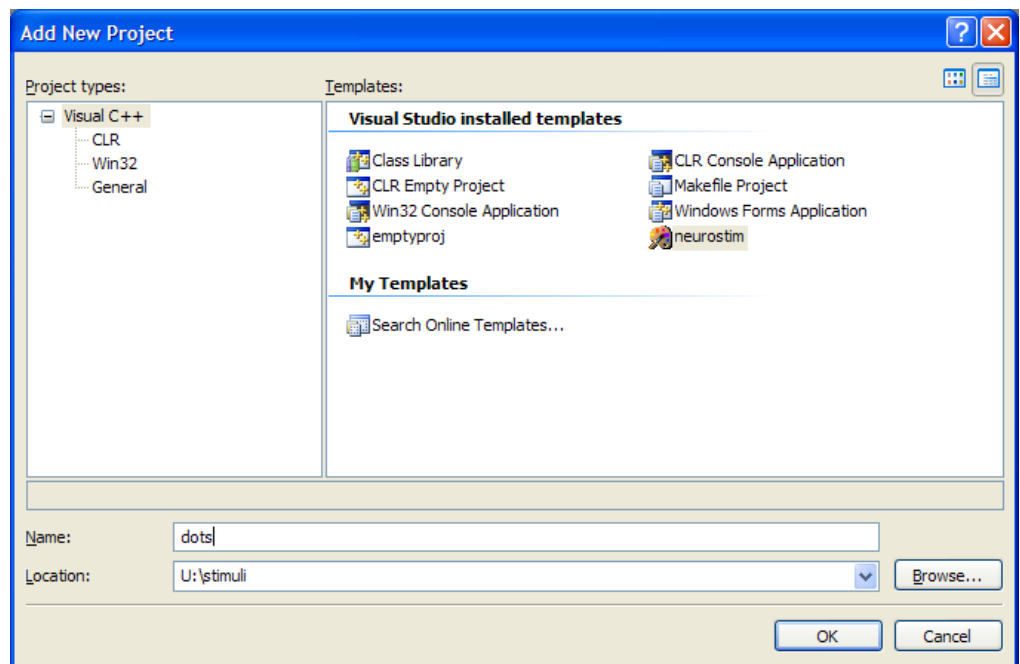 Add New Project
Project types:
Templates:
Visual C++
CLR
Win32
General
Visual Studio installed templates
Class Library
CLR Console Application
CLR Empty Project
Makefile Project
Win32 Console Application
Windows Forms Application
emptyproj
neurostim
My Templates
Search Online Templates...
Name:
dots
Location:
U:\stimuli
Browse...
OK
Cancel